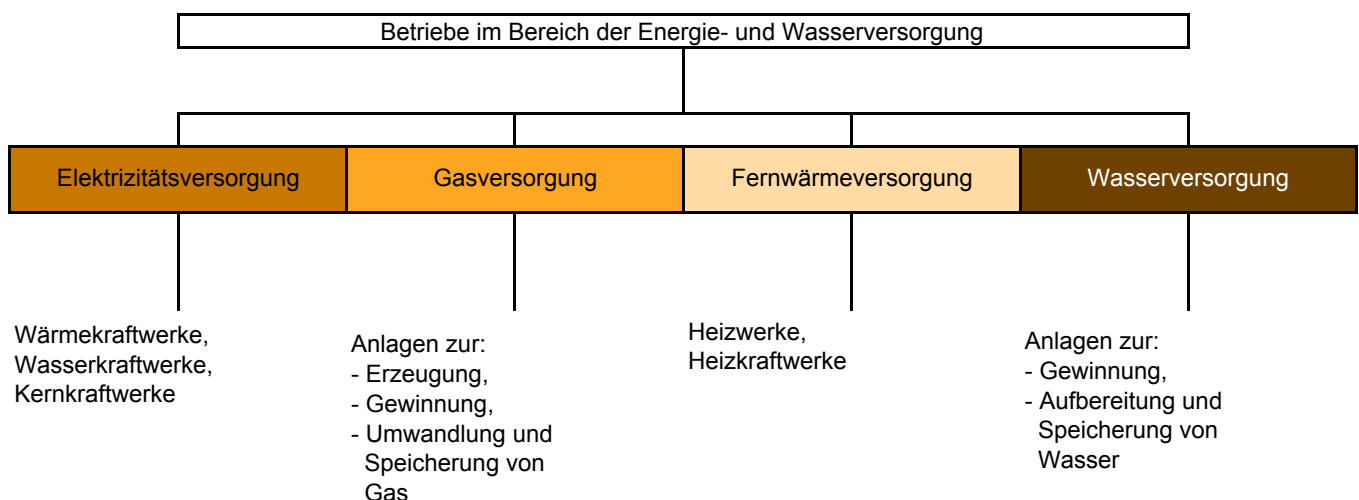 Betriebe im Bereich der Energie- und Wasserversorgung
Elektrizitätsversorgung
Gasversorgung
Fernwärmeversorgung
Wasserversorgung
Wärmekraftwerke,
Wasserkraftwerke,
Kernkraftwerke
Anlagen zur:
- Erzeugung,
- Gewinnung,
- Umwandlung und
Speicherung von
Gas
Heizwerke,
Heizkraftwerke
Anlagen zur:
- Gewinnung,
- Aufbereitung und
Speicherung von
Wasser